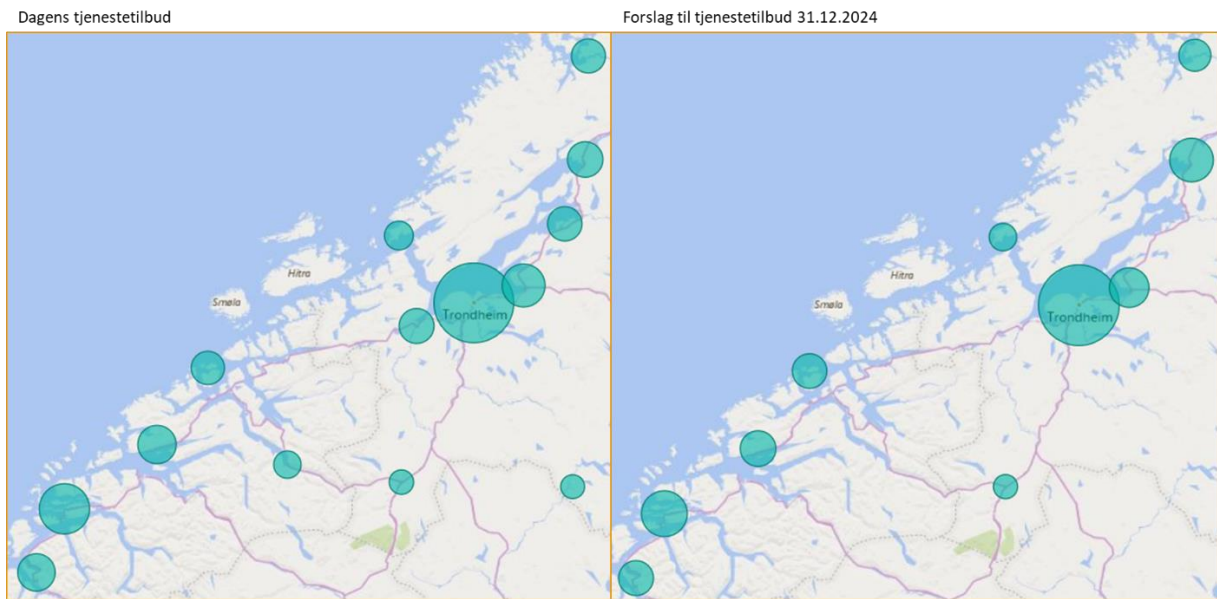 Dagens tjenestetilbud
Forslag til tjenestetilbud 31.12.2024
Hitra
Smøla
Trondheim
Hitra
Smøla
Trondheim